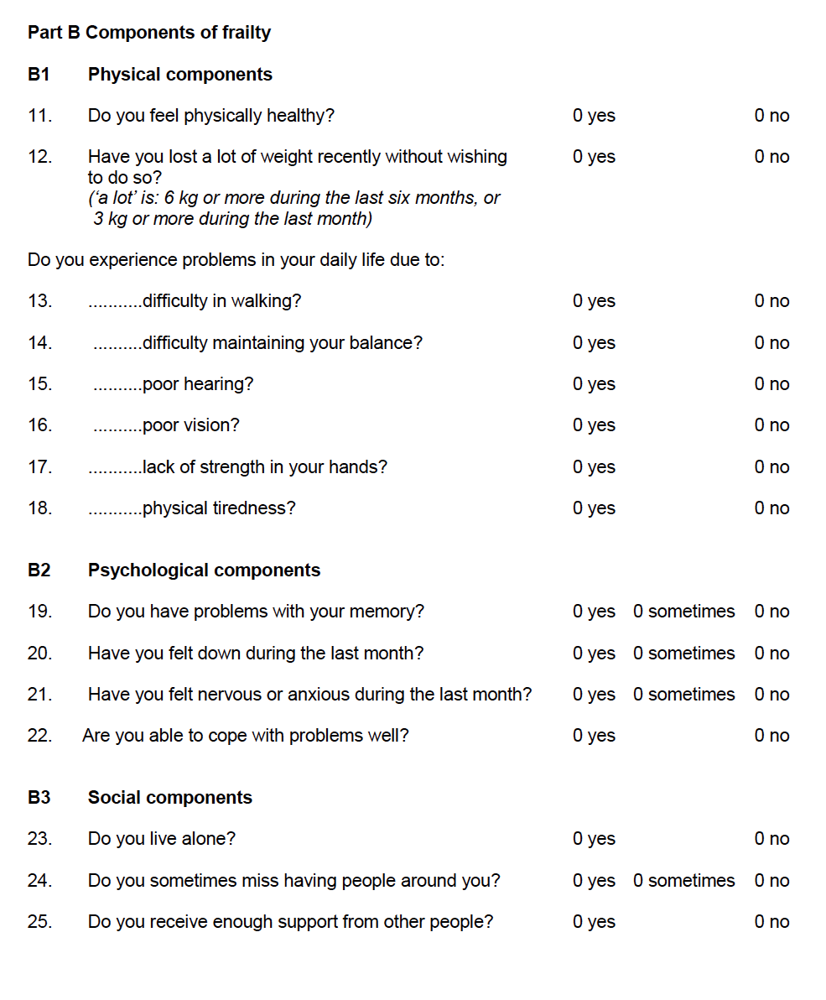 Part B Components of frailty
B1 Physical components
11. Do you feel physically healthy? 0 yes 0 no
12. Have you lost a lot of weight recently without wishing 0 yes 0 no
to do so?
(‘a lot’ is: 6 kg or more during the last six months, or
3 kg or more during the last month)
Do you experience problems in your daily life due to:
13. ...........difficulty in walking? 0 yes 0 no
14. ..........difficulty maintaining your balance? 0 yes 0 no
15. ..........poor hearing? 0 yes 0 no
16. ..........poor vision? 0 yes 0 no
17. ...........lack of strength in your hands? 0 yes 0 no
18. ...........physical tiredness? 0 yes 0 no
B2 Psychological components
19. Do you have problems with your memory? 0 yes 0 sometimes 0 no
20. Have you felt down during the last month? 0 yes 0 sometimes 0 no
21. Have you felt nervous or anxious during the last month? 0 yes 0 sometimes 0 no
22. Are you able to cope with problems well? 0 yes 0 no
B3 Social components
23. Do you live alone? 0 yes 0 no
24. Do you sometimes miss having people around you? 0 yes 0 sometimes 0 no
25. Do you receive enough support from other people? 0 yes 0 no